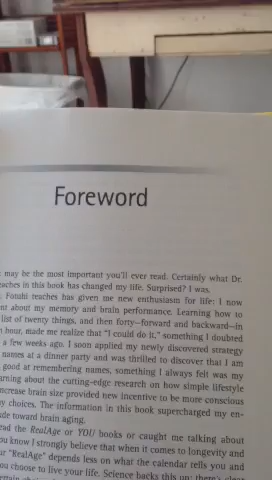 Foreword
may be the most important you'll ever read. Certainly what Dr.
teaches in this book has changed my life. Surprised? I was.
Fotuhi teaches has given me new enthusiasm for life: I now
about my memory and brain performance. Learning how to
list of twenty things, and then forty—forward and backward—in
hour, made me realize that "I could do it," something I doubted
a few weeks ago. I soon applied my newly discovered strategy
names at a dinner party and was thrilled to discover that I am
good at remembering names, something I always felt was my
about the cutting-edge research on how simple lifestyle
increase brain size provided new incentive to be more conscious
my choices. The information in this book supercharged my en-
toward brain aging.
read the RealAge or YOU books or caught me talking about
you know I strongly believe that when it comes to longevity and
"RealAge" depends less on what the calendar tells you and
you choose to live your life. Science backs this up: there's clear